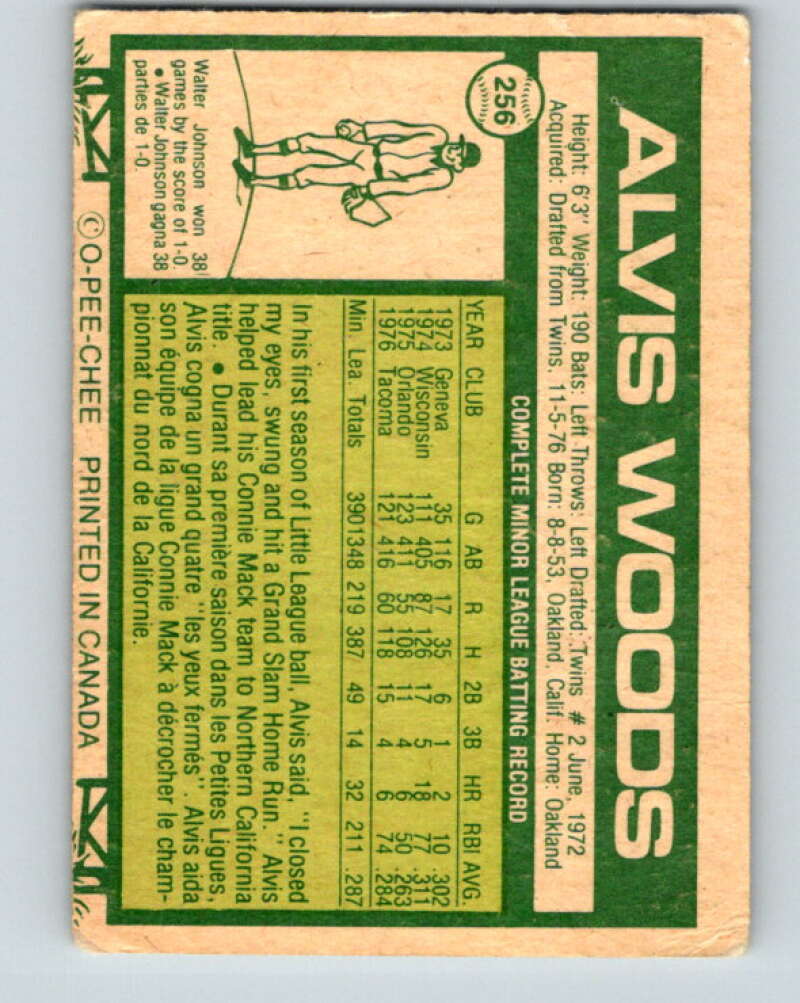 256
ALVIS WOODS
Height: 6'3" Weight: 190 Bats: Left Throws: Left Drafted: Twins # 2 June, 1972
Acquired: Drafted from Twins, 11-5-76 Born: 8-8-53, Oakland, Calif. Home: Oakland
COMPLETE MINOR LEAGUE BATTING RECORD
YEAR CLUB G AB R H 2B 3B HR RBI AVG.
1973 Geneva 35 116 17 35 6 1 2 10 .302
1974 Wisconsin 111 405 87 126 17 5 18 77 .311
1975 Orlando 123 411 55 108 11 4 6 50 .263
1976 Tacoma 121 416 60 118 15 4 6 74 .284
Min. Lea. Totals 390 1348 219 387 49 14 32 211 .287
In his first season of Little League ball, Alvis said, "I closed
my eyes, swung and hit a Grand Slam Home Run." Alvis
helped lead his Connie Mack team to Northern California
title. • Durant sa première saison dans les Petites Ligues,
Alvis cogna un grand quatre "les yeux fermés". Alvis aida
son équipe de la ligue Connie Mack à décrocher le cham-
pionnat du nord de la Californie.
Walter Johnson won 38
games by the score of 1-0.
• Walter Johnson gagna 38
parties de 1-0.
© O-PEE-CHEE PRINTED IN CANADA